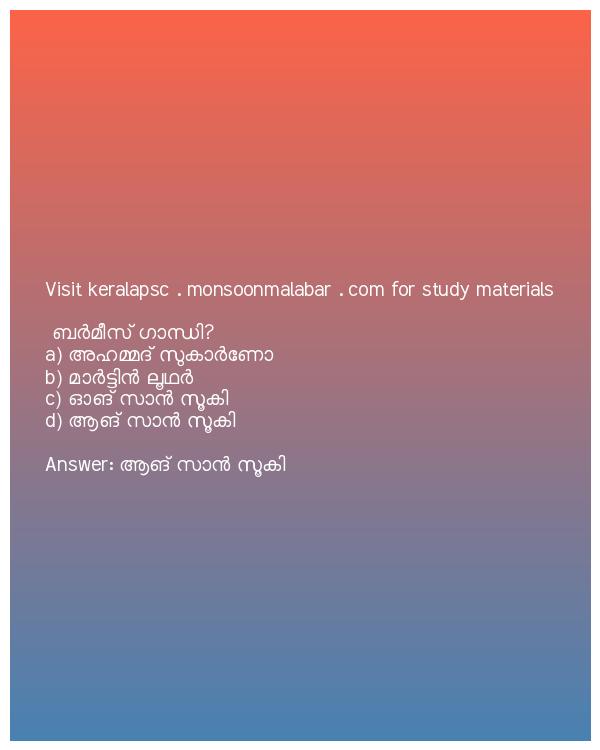 Visit keralapsc . monsoonmalabar . com for study materials
ബർമീസ് ഗാന്ധി?
a) അഹമ്മദ് സുകാർണോ
b) മാർട്ടിൻ ലൂഥർ
c) ഓങ് സാൻ സൂകി
d) ആങ് സാൻ സൂകി
Answer: ആങ് സാൻ സൂകി